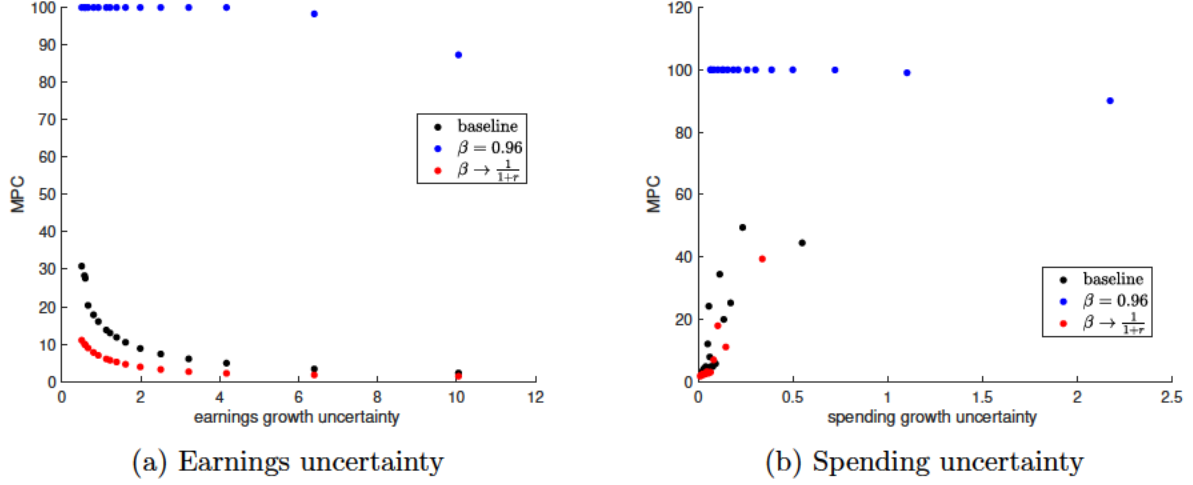 100
90
80
70
60
50
40
30
20
10
0
MPC
0 2 4 6 8 10 12
earnings growth uncertainty
baseline
β = 0.96
β → 1/(1+r)
(a) Earnings uncertainty
120
100
80
60
40
20
0
MPC
0 0.5 1 1.5 2 2.5
spending growth uncertainty
baseline
β = 0.96
β → 1/(1+r)
(b) Spending uncertainty